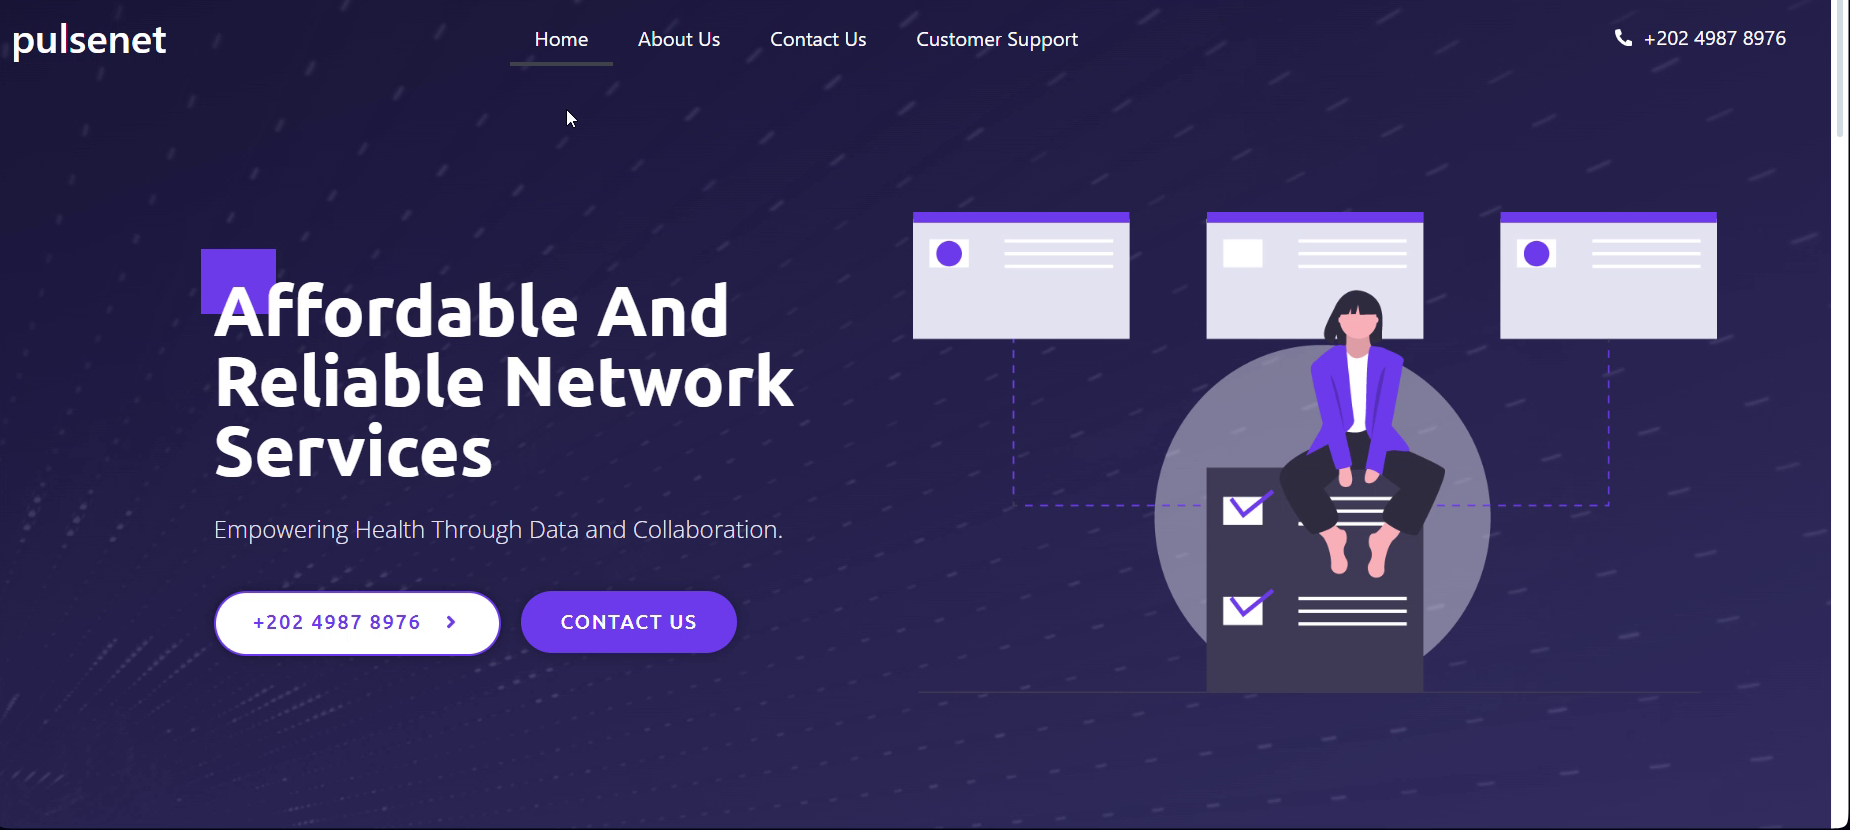 pulsenet
Home
About Us
Contact Us
Customer Support
+202 4987 8976
Affordable And
Reliable Network
Services
Empowering Health Through Data and Collaboration.
+202 4987 8976
CONTACT US